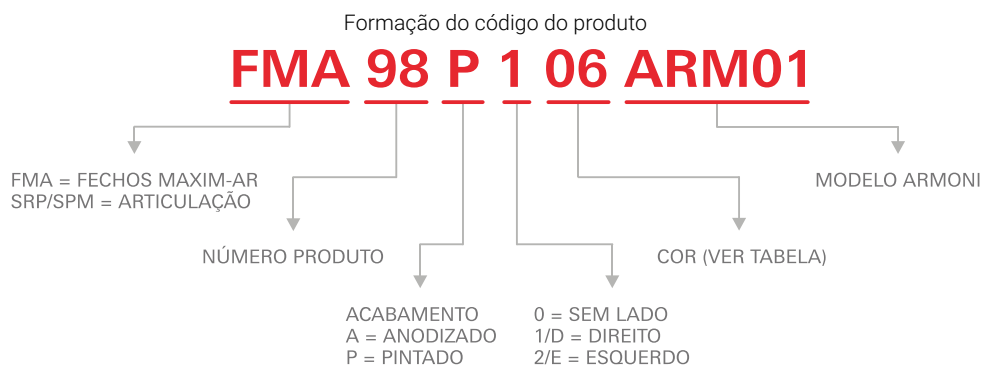 Formação do código do produto
FMA 98 P 1 06 ARM01
FMA = FECHOS MAXIM-AR
SRP/SPM = ARTICULAÇÃO
MODELO ARMONI
NÚMERO PRODUTO
COR (VER TABELA)
ACABAMENTO
A = ANODIZADO
P = PINTADO
0 = SEM LADO
1/D = DIREITO
2/E = ESQUERDO